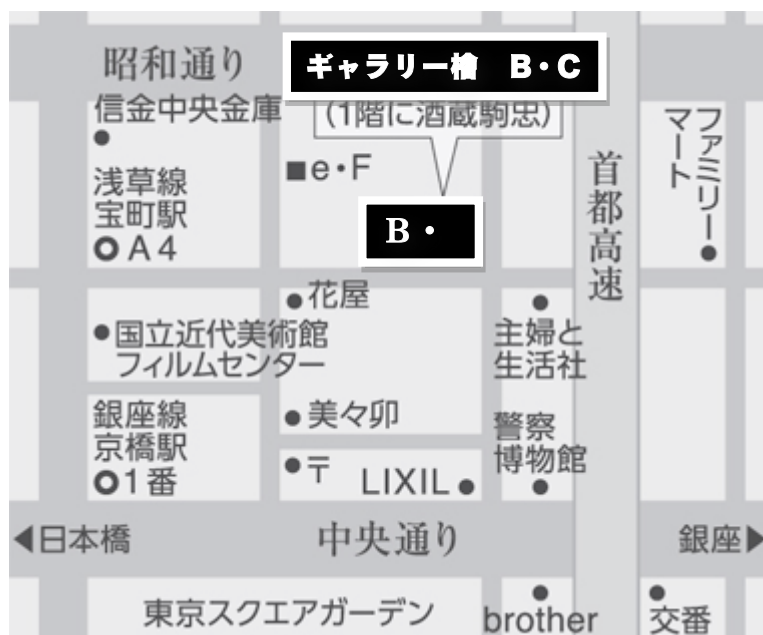 昭和通り
ギャラリー檜 B・C
(1階に酒蔵駒忠)
信金中央金庫
浅草線
宝町駅
A4
e・F
B・
首都高速
ファミリー
マート
花屋
国立近代美術館
フィルムセンター
主婦と
生活社
銀座線
京橋駅
1番
美々卯
〒
LIXIL
警察
博物館
日本橋
中央通り
銀座
東京スクエアガーデン
brother
交番